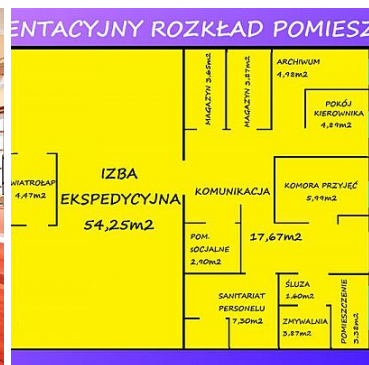 ENTACYJNY ROZKŁAD POMIESZ
MAGAZYN 3.65m2
MAGAZYN 3.87m2
ARCHIWUM
4,98m2
POKÓJ
KIEROWNIKA
4,89m2
WIATROŁAP
4,47m2
IZBA
EKSPEDYCYJNA
54,25m2
KOMUNIKACJA
17,67m2
KOMORA PRZYJĘĆ
5,99m2
POM.
SOCJALNE
2,90m2
SANITARIAT
PERSONELU
7,30m2
ŚLUZA
1.60m2
ZMYWALNIA
3,87m2
POMIESZCZENIE
3.38m2